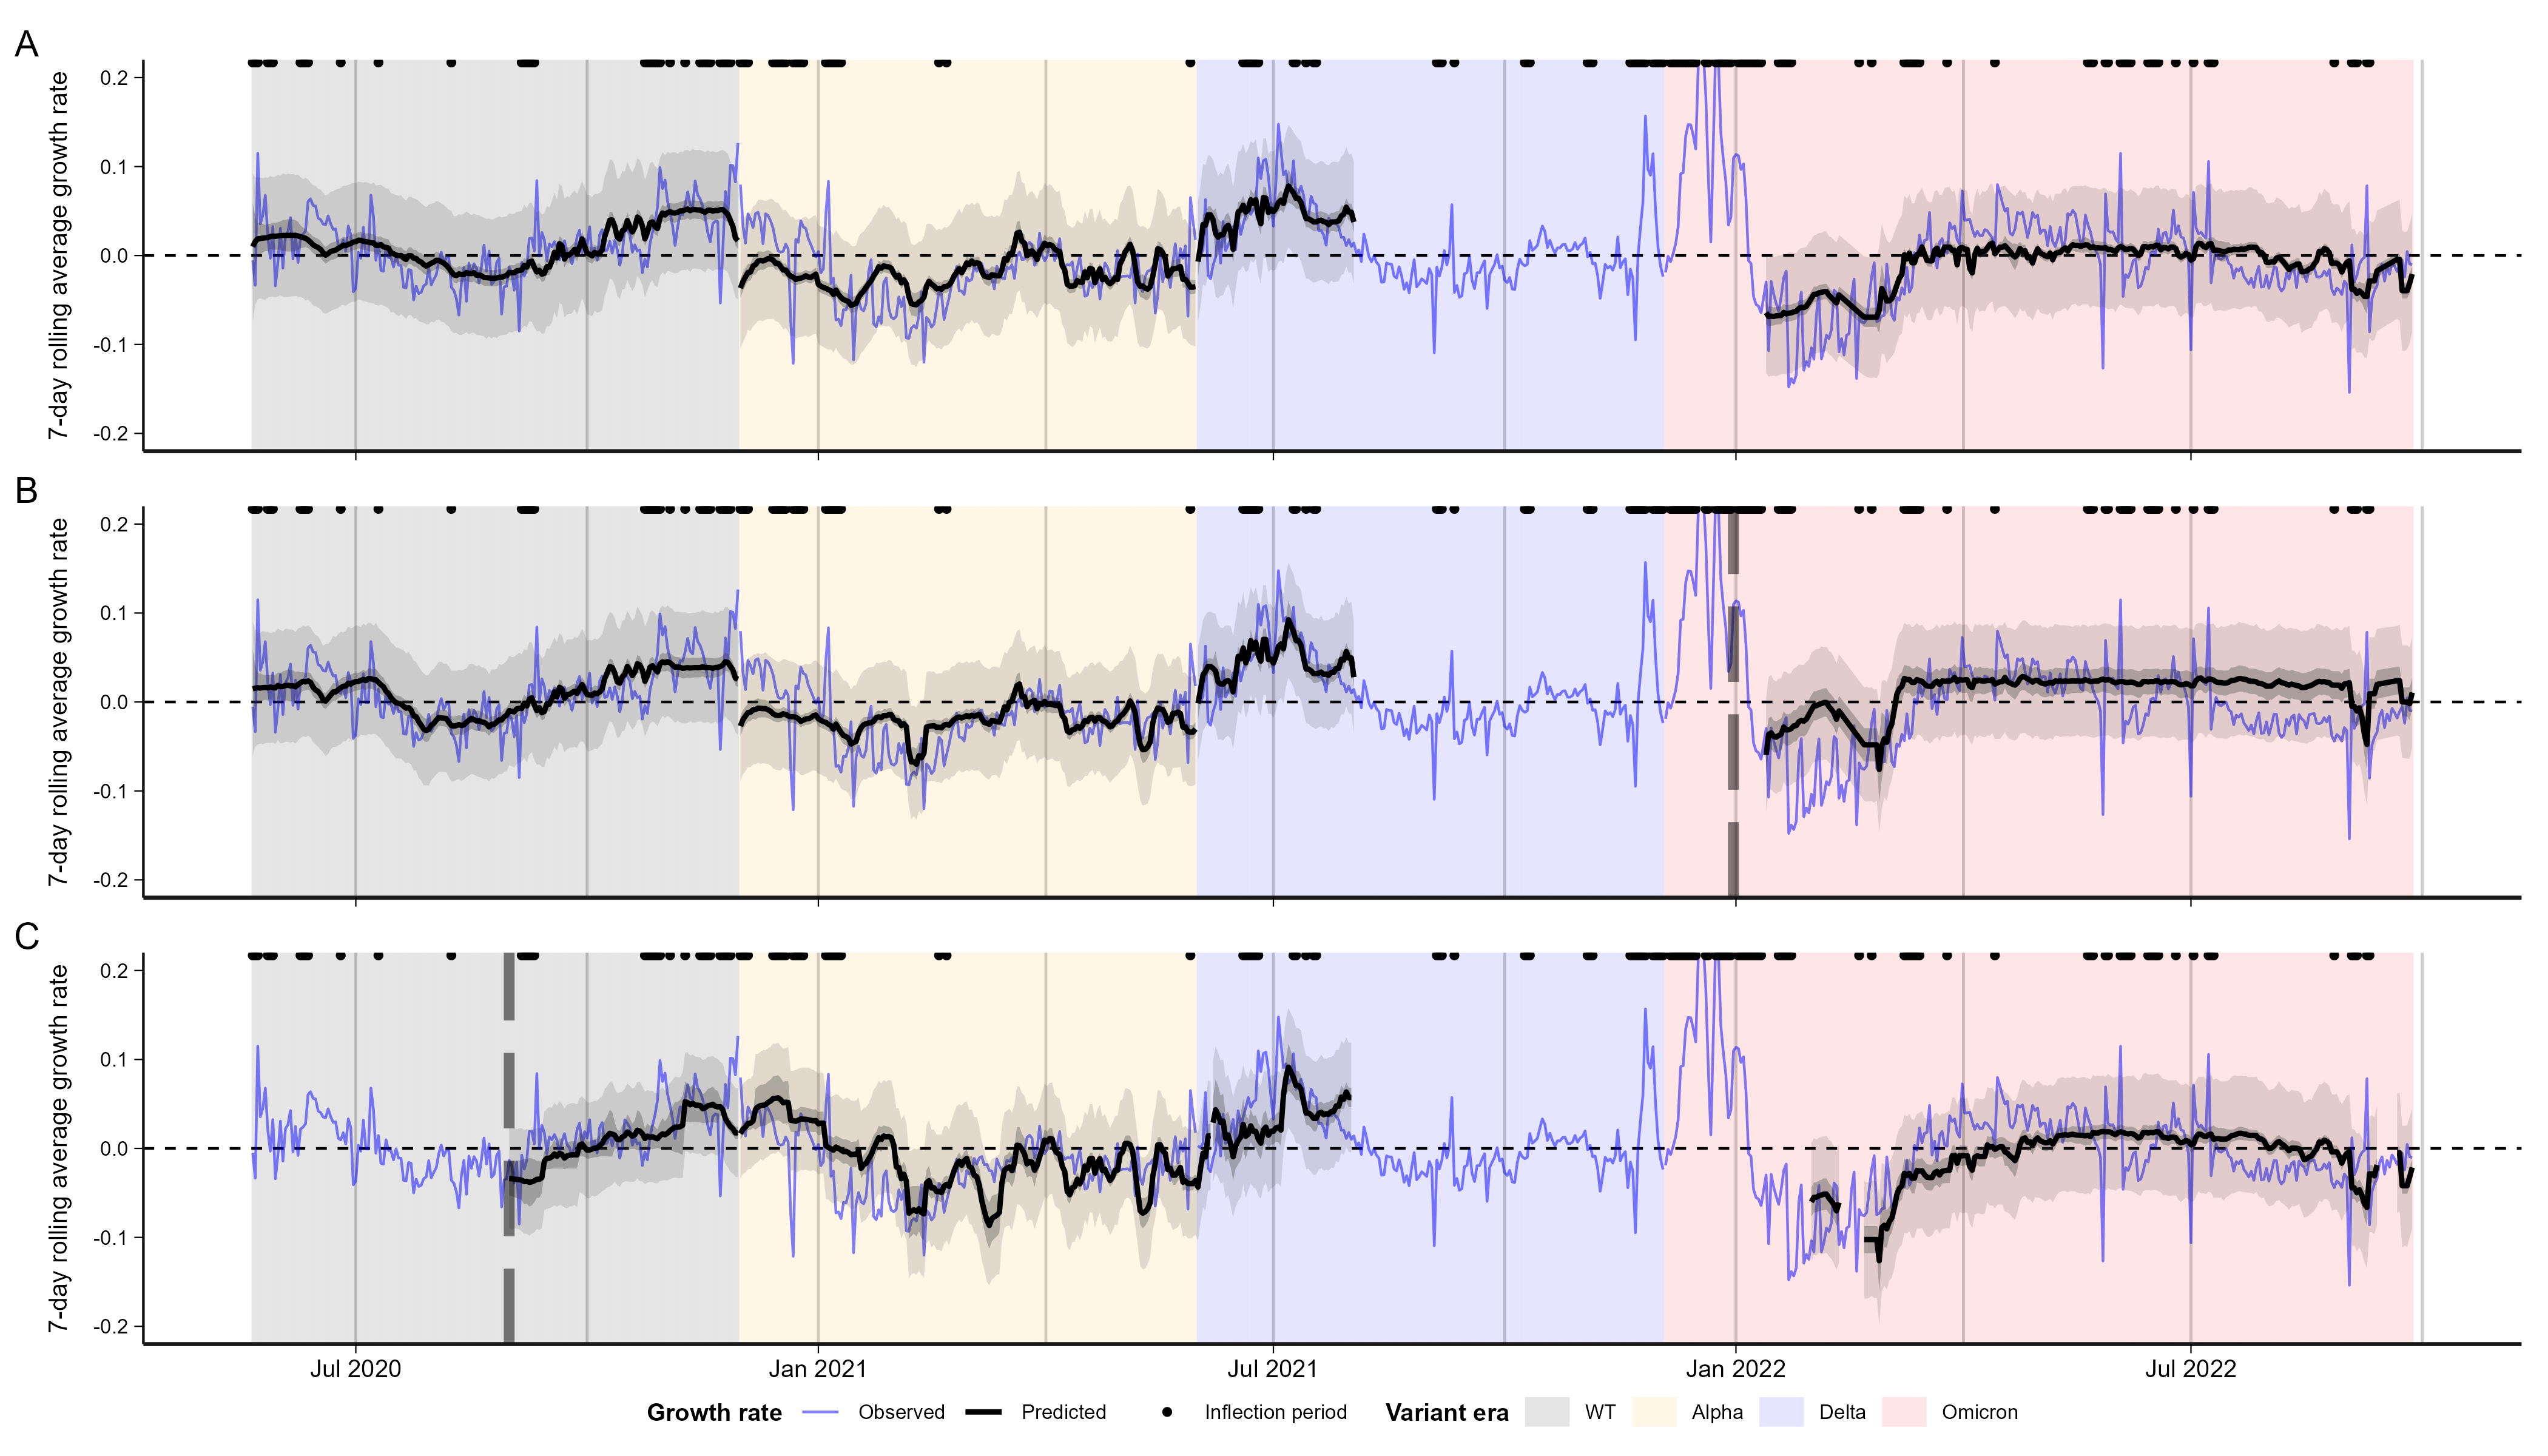 A
7-day rolling average growth rate
0.2
0.1
0.0
-0.1
-0.2
B
7-day rolling average growth rate
0.2
0.1
0.0
-0.1
-0.2
C
7-day rolling average growth rate
0.2
0.1
0.0
-0.1
-0.2
Jul 2020 Jan 2021 Jul 2021 Jan 2022 Jul 2022
Growth rate Observed Predicted Inflection period Variant era WT Alpha Delta Omicron